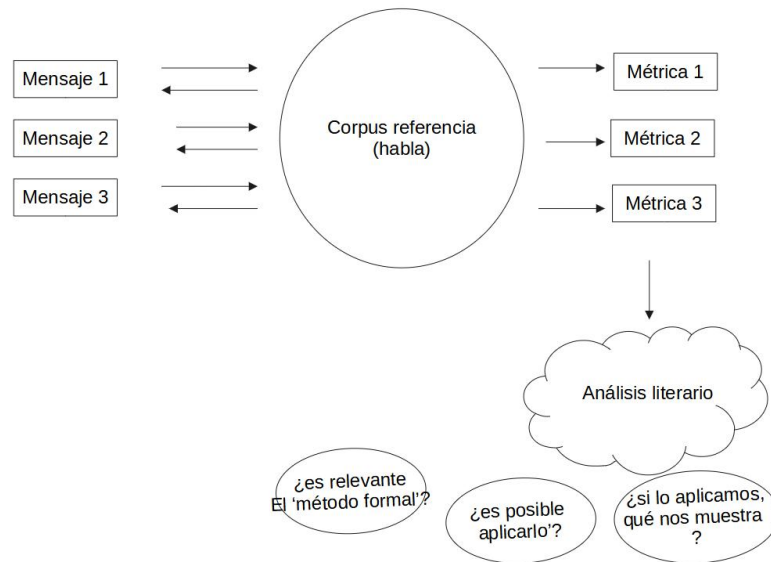 Mensaje 1
Mensaje 2
Mensaje 3
Corpus referencia
(habla)
Métrica 1
Métrica 2
Métrica 3
Análisis literario
¿es relevante
El ‘método formal’?
¿es posible
aplicarlo’?
¿si lo aplicamos,
qué nos muestra
?